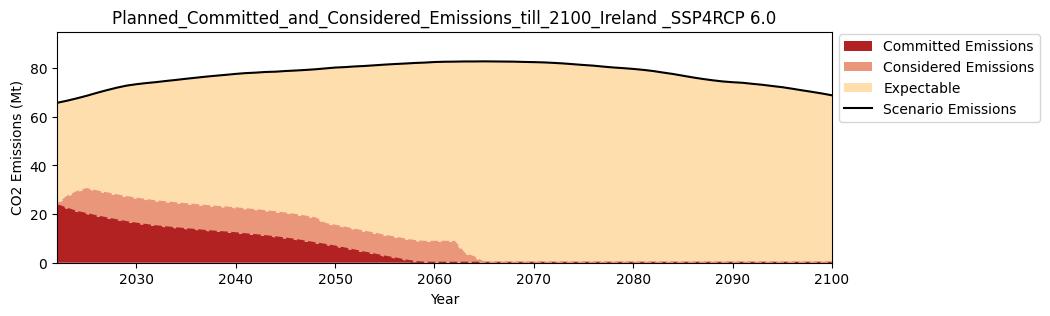 Planned_Committed_and_Considered_Emissions_till_2100_Ireland _SSP4RCP 6.0
Committed Emissions
Considered Emissions
Expectable
Scenario Emissions
CO2 Emissions (Mt)
80
60
40
20
0
2030 2040 2050 2060 2070 2080 2090 2100
Year